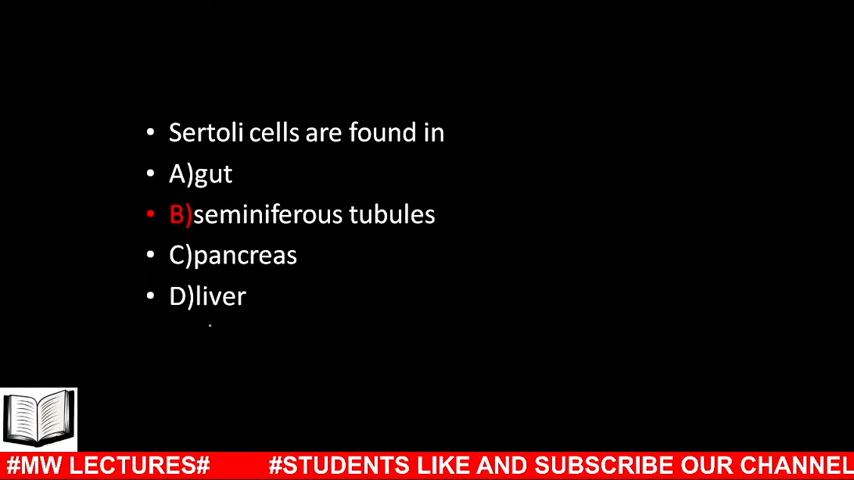 • Sertoli cells are found in
• A)gut
• B)seminiferous tubules
• C)pancreas
• D)liver
#MW LECTURES# #STUDENTS LIKE AND SUBSCRIBE OUR CHANNEL